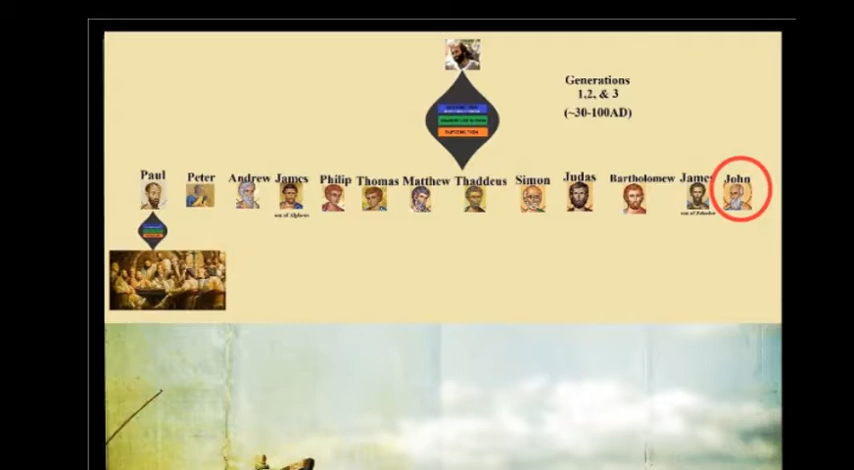 Generations
1,2, & 3
(~30-100AD)
Paul Peter Andrew James Philip Thomas Matthew Thaddeus Simon Judas Bartholomew James John
son of Alpheus son of Zebedee